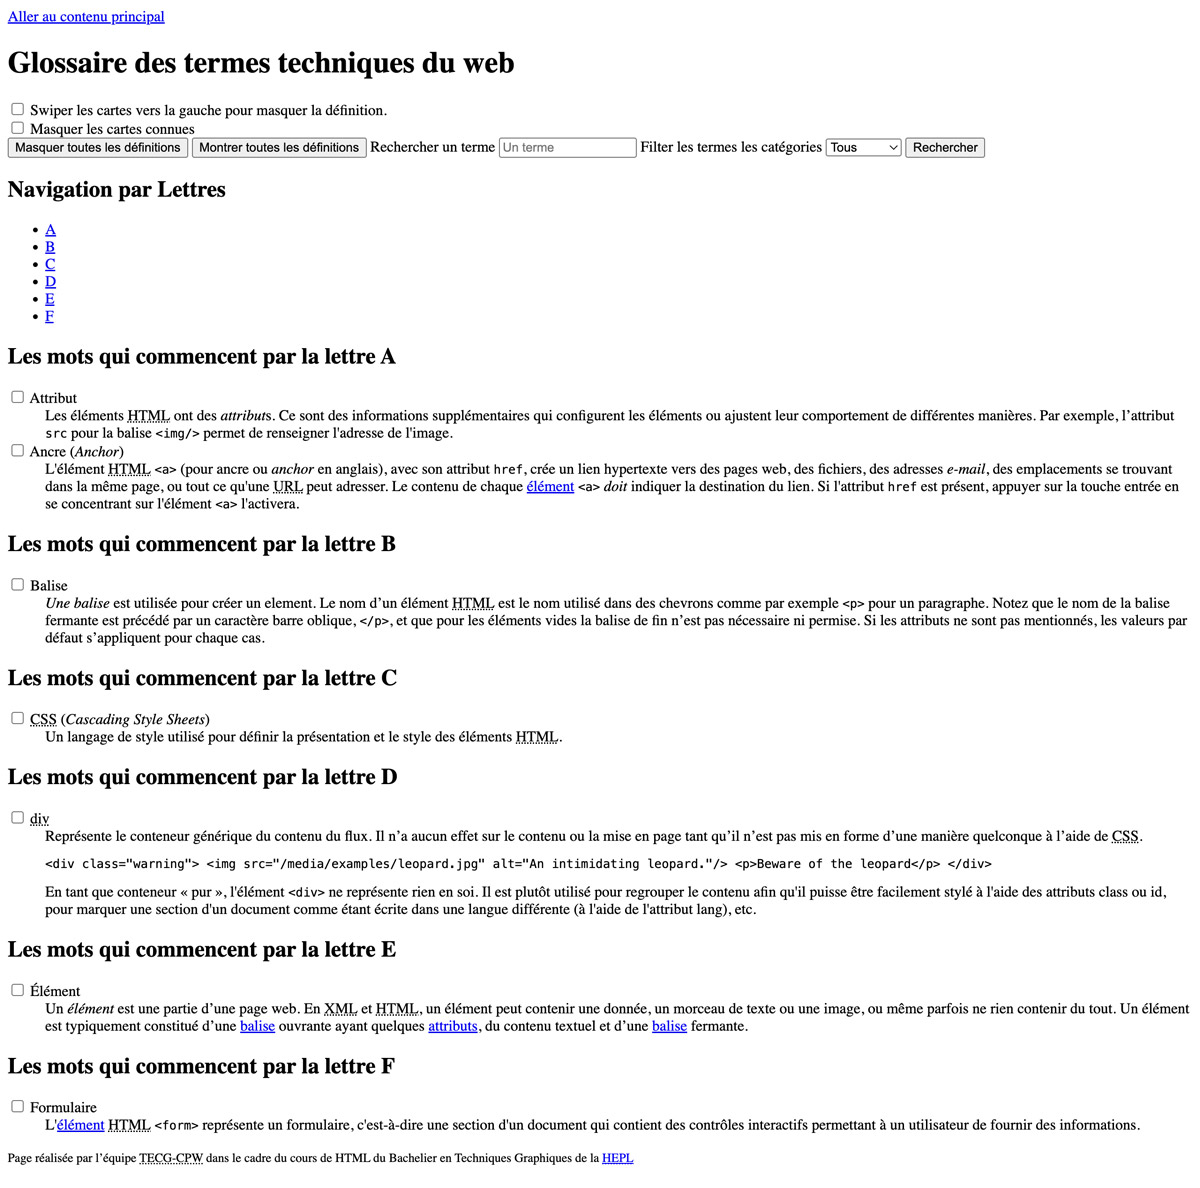 Aller au contenu principal
Glossaire des termes techniques du web
Swiper les cartes vers la gauche pour masquer la définition.
Masquer les cartes connues
Masquer toutes les définitions Montrer toutes les définitions Rechercher un terme Un terme Filter les termes les catégories Tous Rechercher
Navigation par Lettres
A
B
C
D
E
F
Les mots qui commencent par la lettre A
Attribut
Les éléments HTML ont des attributs. Ce sont des informations supplémentaires qui configurent les éléments ou ajustent leur comportement de différentes manières. Par exemple, l’attribut
src pour la balise <img/> permet de renseigner l'adresse de l'image.
Ancre (Anchor)
L'élément HTML <a> (pour ancre ou anchor en anglais), avec son attribut href, crée un lien hypertexte vers des pages web, des fichiers, des adresses e-mail, des emplacements se trouvant
dans la même page, ou tout ce qu'une URL peut adresser. Le contenu de chaque élément <a> doit indiquer la destination du lien. Si l'attribut href est présent, appuyer sur la touche entrée en
se concentrant sur l'élément <a> l'activera.
Les mots qui commencent par la lettre B
Balise
Une balise est utilisée pour créer un element. Le nom d’un élément HTML est le nom utilisé dans des chevrons comme par exemple <p> pour un paragraphe. Notez que le nom de la balise
fermante est précédé par un caractère barre oblique, </p>, et que pour les éléments vides la balise de fin n’est pas nécessaire ni permise. Si les attributs ne sont pas mentionnés, les valeurs par
défaut s’appliquent pour chaque cas.
Les mots qui commencent par la lettre C
CSS (Cascading Style Sheets)
Un langage de style utilisé pour définir la présentation et le style des éléments HTML.
Les mots qui commencent par la lettre D
div
Représente le conteneur générique du contenu du flux. Il n’a aucun effet sur le contenu ou la mise en page tant qu’il n’est pas mis en forme d’une manière quelconque à l’aide de CSS.
<div class="warning"> <img src="/media/examples/leopard.jpg" alt="An intimidating leopard."/> <p>Beware of the leopard</p> </div>
En tant que conteneur « pur », l'élément <div> ne représente rien en soi. Il est plutôt utilisé pour regrouper le contenu afin qu'il puisse être facilement stylé à l'aide des attributs class ou id,
pour marquer une section d'un document comme étant écrite dans une langue différente (à l'aide de l'attribut lang), etc.
Les mots qui commencent par la lettre E
Élément
Un élément est une partie d’une page web. En XML et HTML, un élément peut contenir une donnée, un morceau de texte ou une image, ou même parfois ne rien contenir du tout. Un élément
est typiquement constitué d’une balise ouvrante ayant quelques attributs, du contenu textuel et d’une balise fermante.
Les mots qui commencent par la lettre F
Formulaire
L'élément HTML <form> représente un formulaire, c'est-à-dire une section d'un document qui contient des contrôles interactifs permettant à un utilisateur de fournir des informations.
Page réalisée par l’équipe TECG-CPW dans le cadre du cours de HTML du Bachelier en Techniques Graphiques de la HEPL